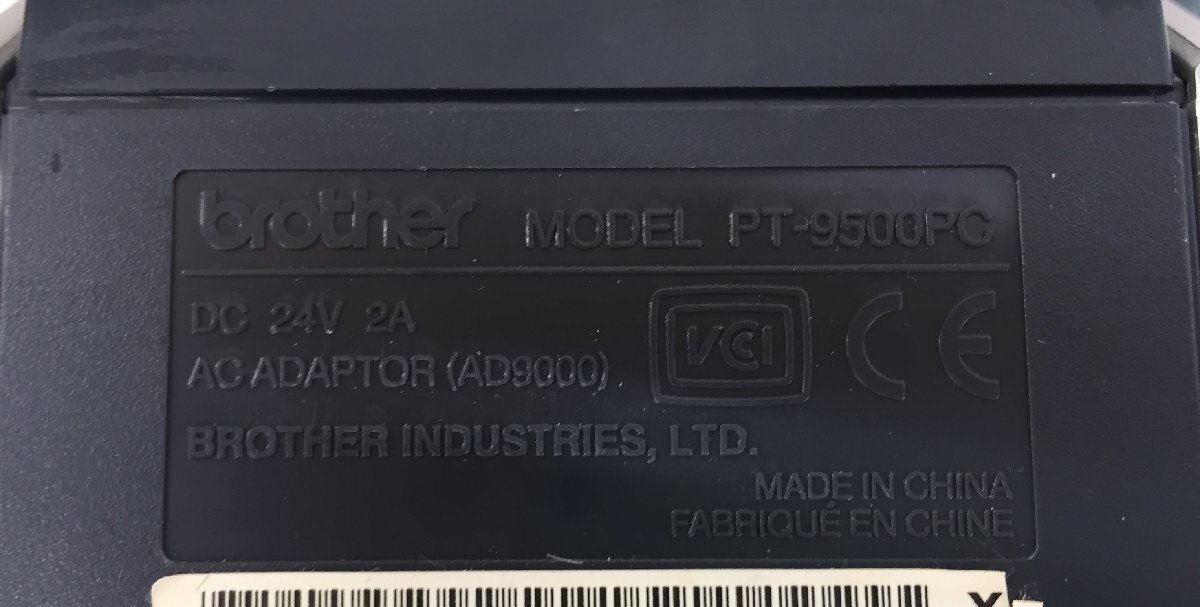 brother MODEL PT-9500PC
DC 24V 2A
AC ADAPTOR (AD9000)
VCCI
CE
BROTHER INDUSTRIES, LTD.
MADE IN CHINA
FABRIQUÉ EN CHINE
X